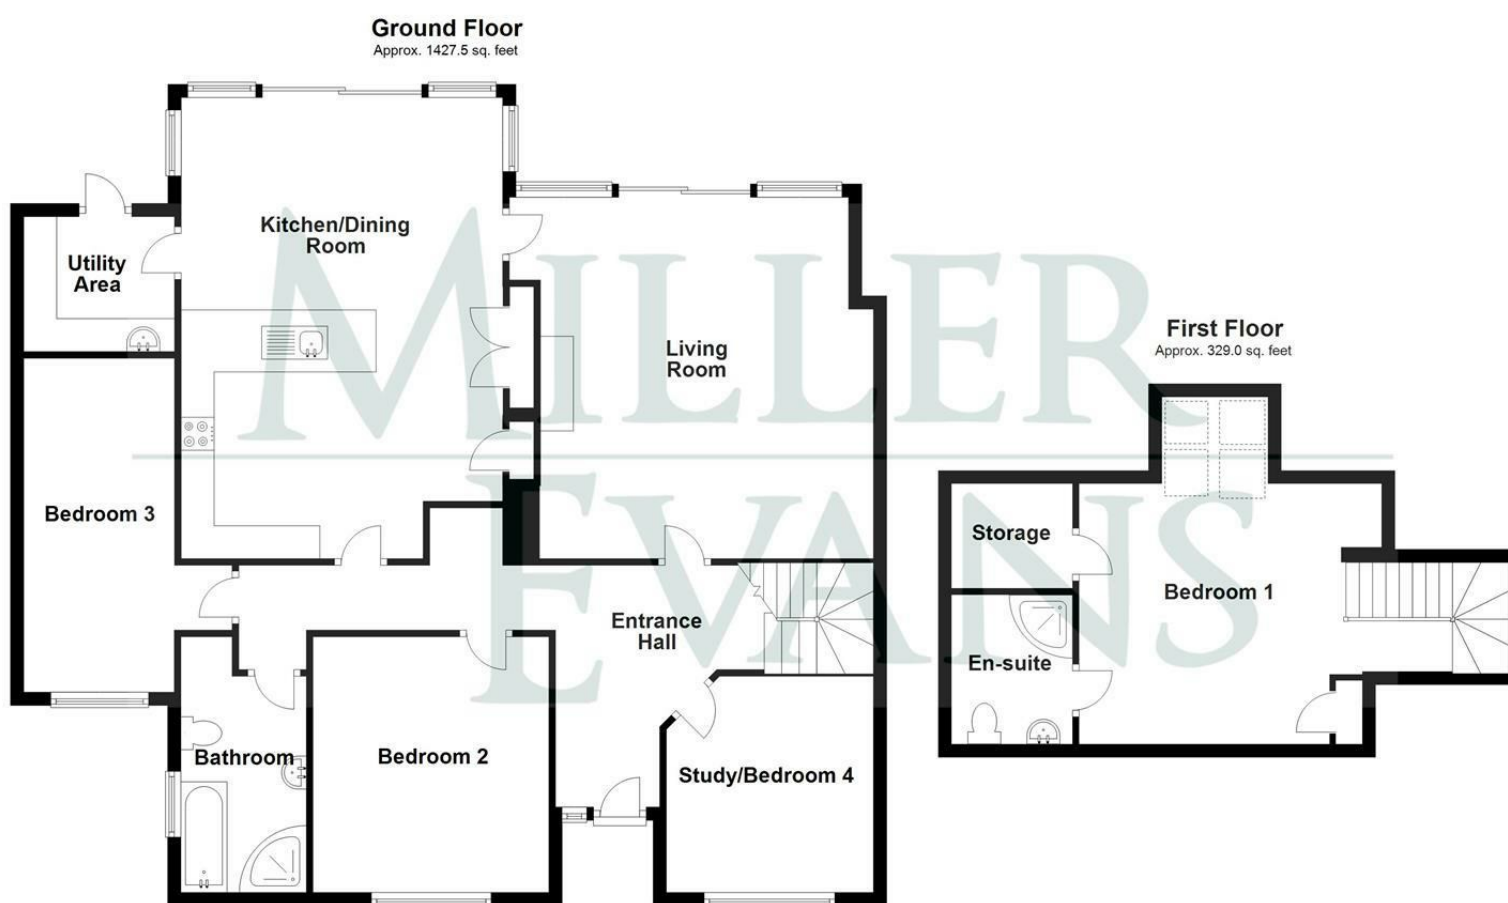 Ground Floor
Approx. 1427.5 sq. feet
Kitchen/Dining
Room
Utility
Area
Living
Room
First Floor
Approx. 329.0 sq. feet
MILLER
EVANS
Bedroom 3
Storage
Bedroom 1
Entrance
Hall
En-suite
Bathroom
Bedroom 2
Study/Bedroom 4